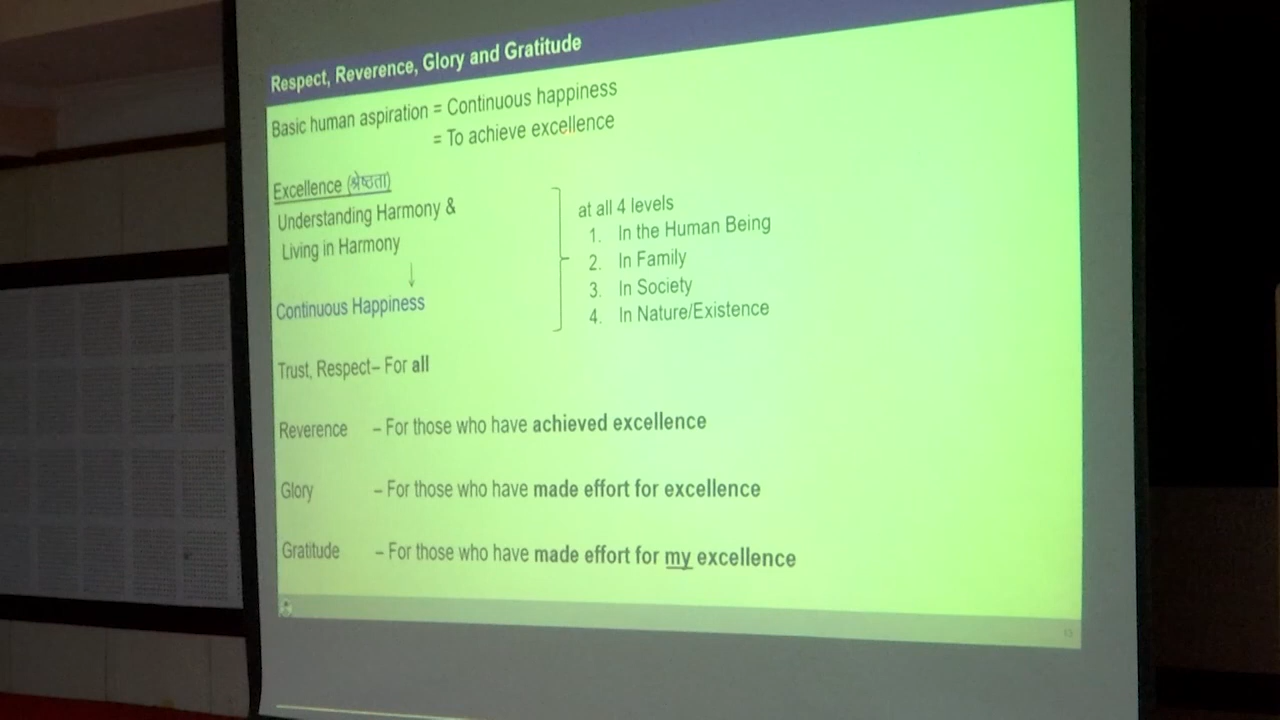 Respect, Reverence, Glory and Gratitude
Basic human aspiration = Continuous happiness
= To achieve excellence
Excellence (श्रेष्ठता)
Understanding Harmony &
Living in Harmony
↓
Continuous Happiness
at all 4 levels
1. In the Human Being
2. In Family
3. In Society
4. In Nature/Existence
Trust, Respect– For all
Reverence – For those who have achieved excellence
Glory – For those who have made effort for excellence
Gratitude – For those who have made effort for my excellence